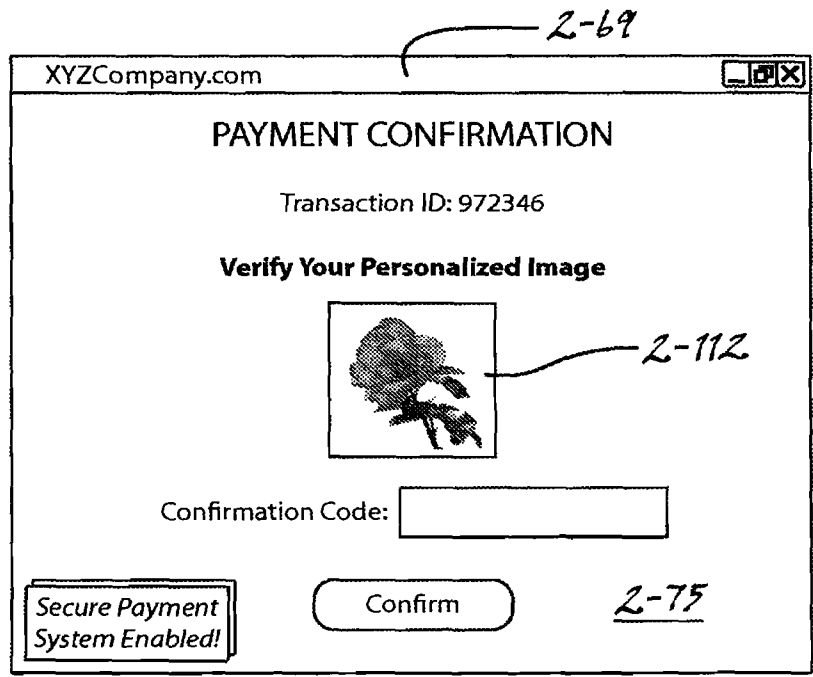 2-69
XYZCompany.com
PAYMENT CONFIRMATION
Transaction ID: 972346
Verify Your Personalized Image
2-112
Confirmation Code:
Secure Payment
System Enabled!
Confirm
2-75